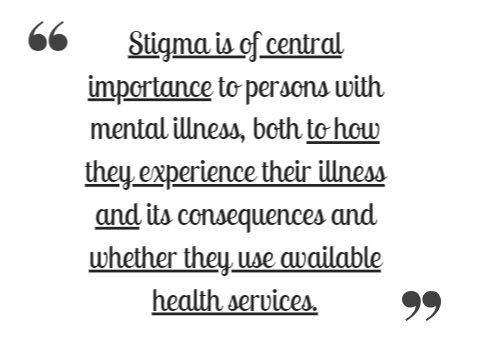 “
Stigma is of central
importance to persons with
mental illness, both to how
they experience their illness
and its consequences and
whether they use available
health services.
”